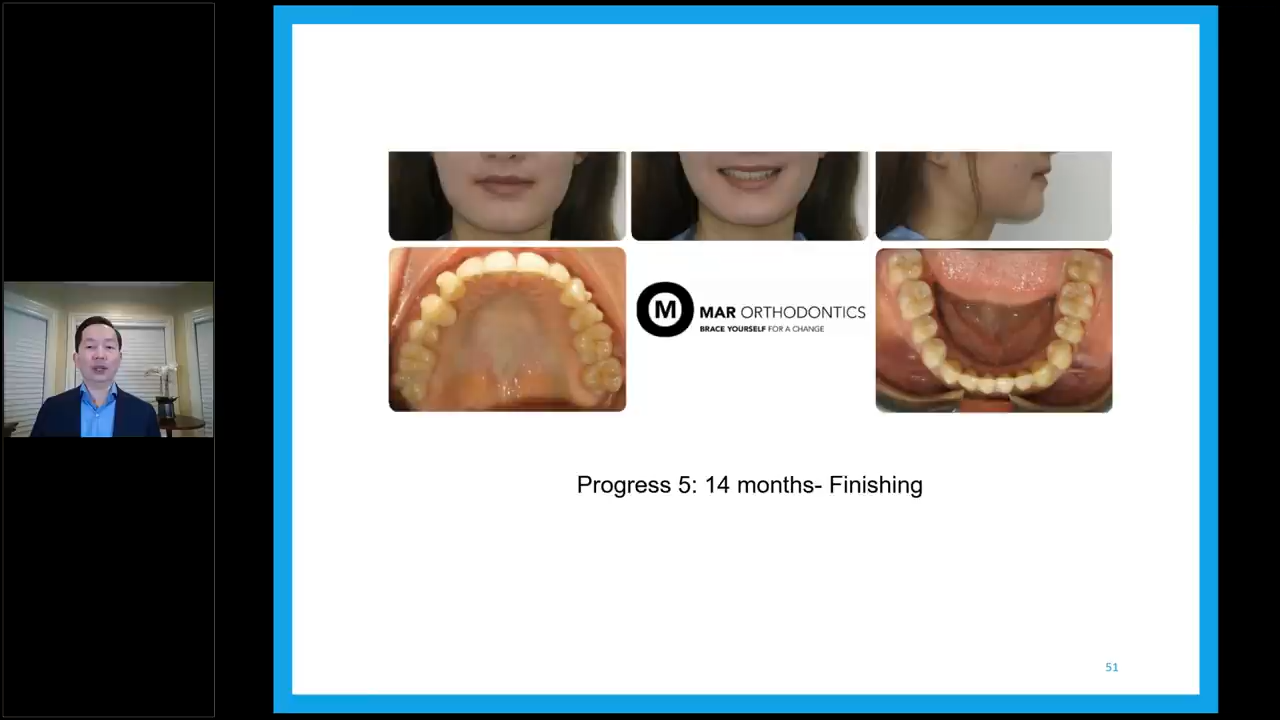 M
MAR ORTHODONTICS
BRACE YOURSELF FOR A CHANGE
Progress 5: 14 months- Finishing
51